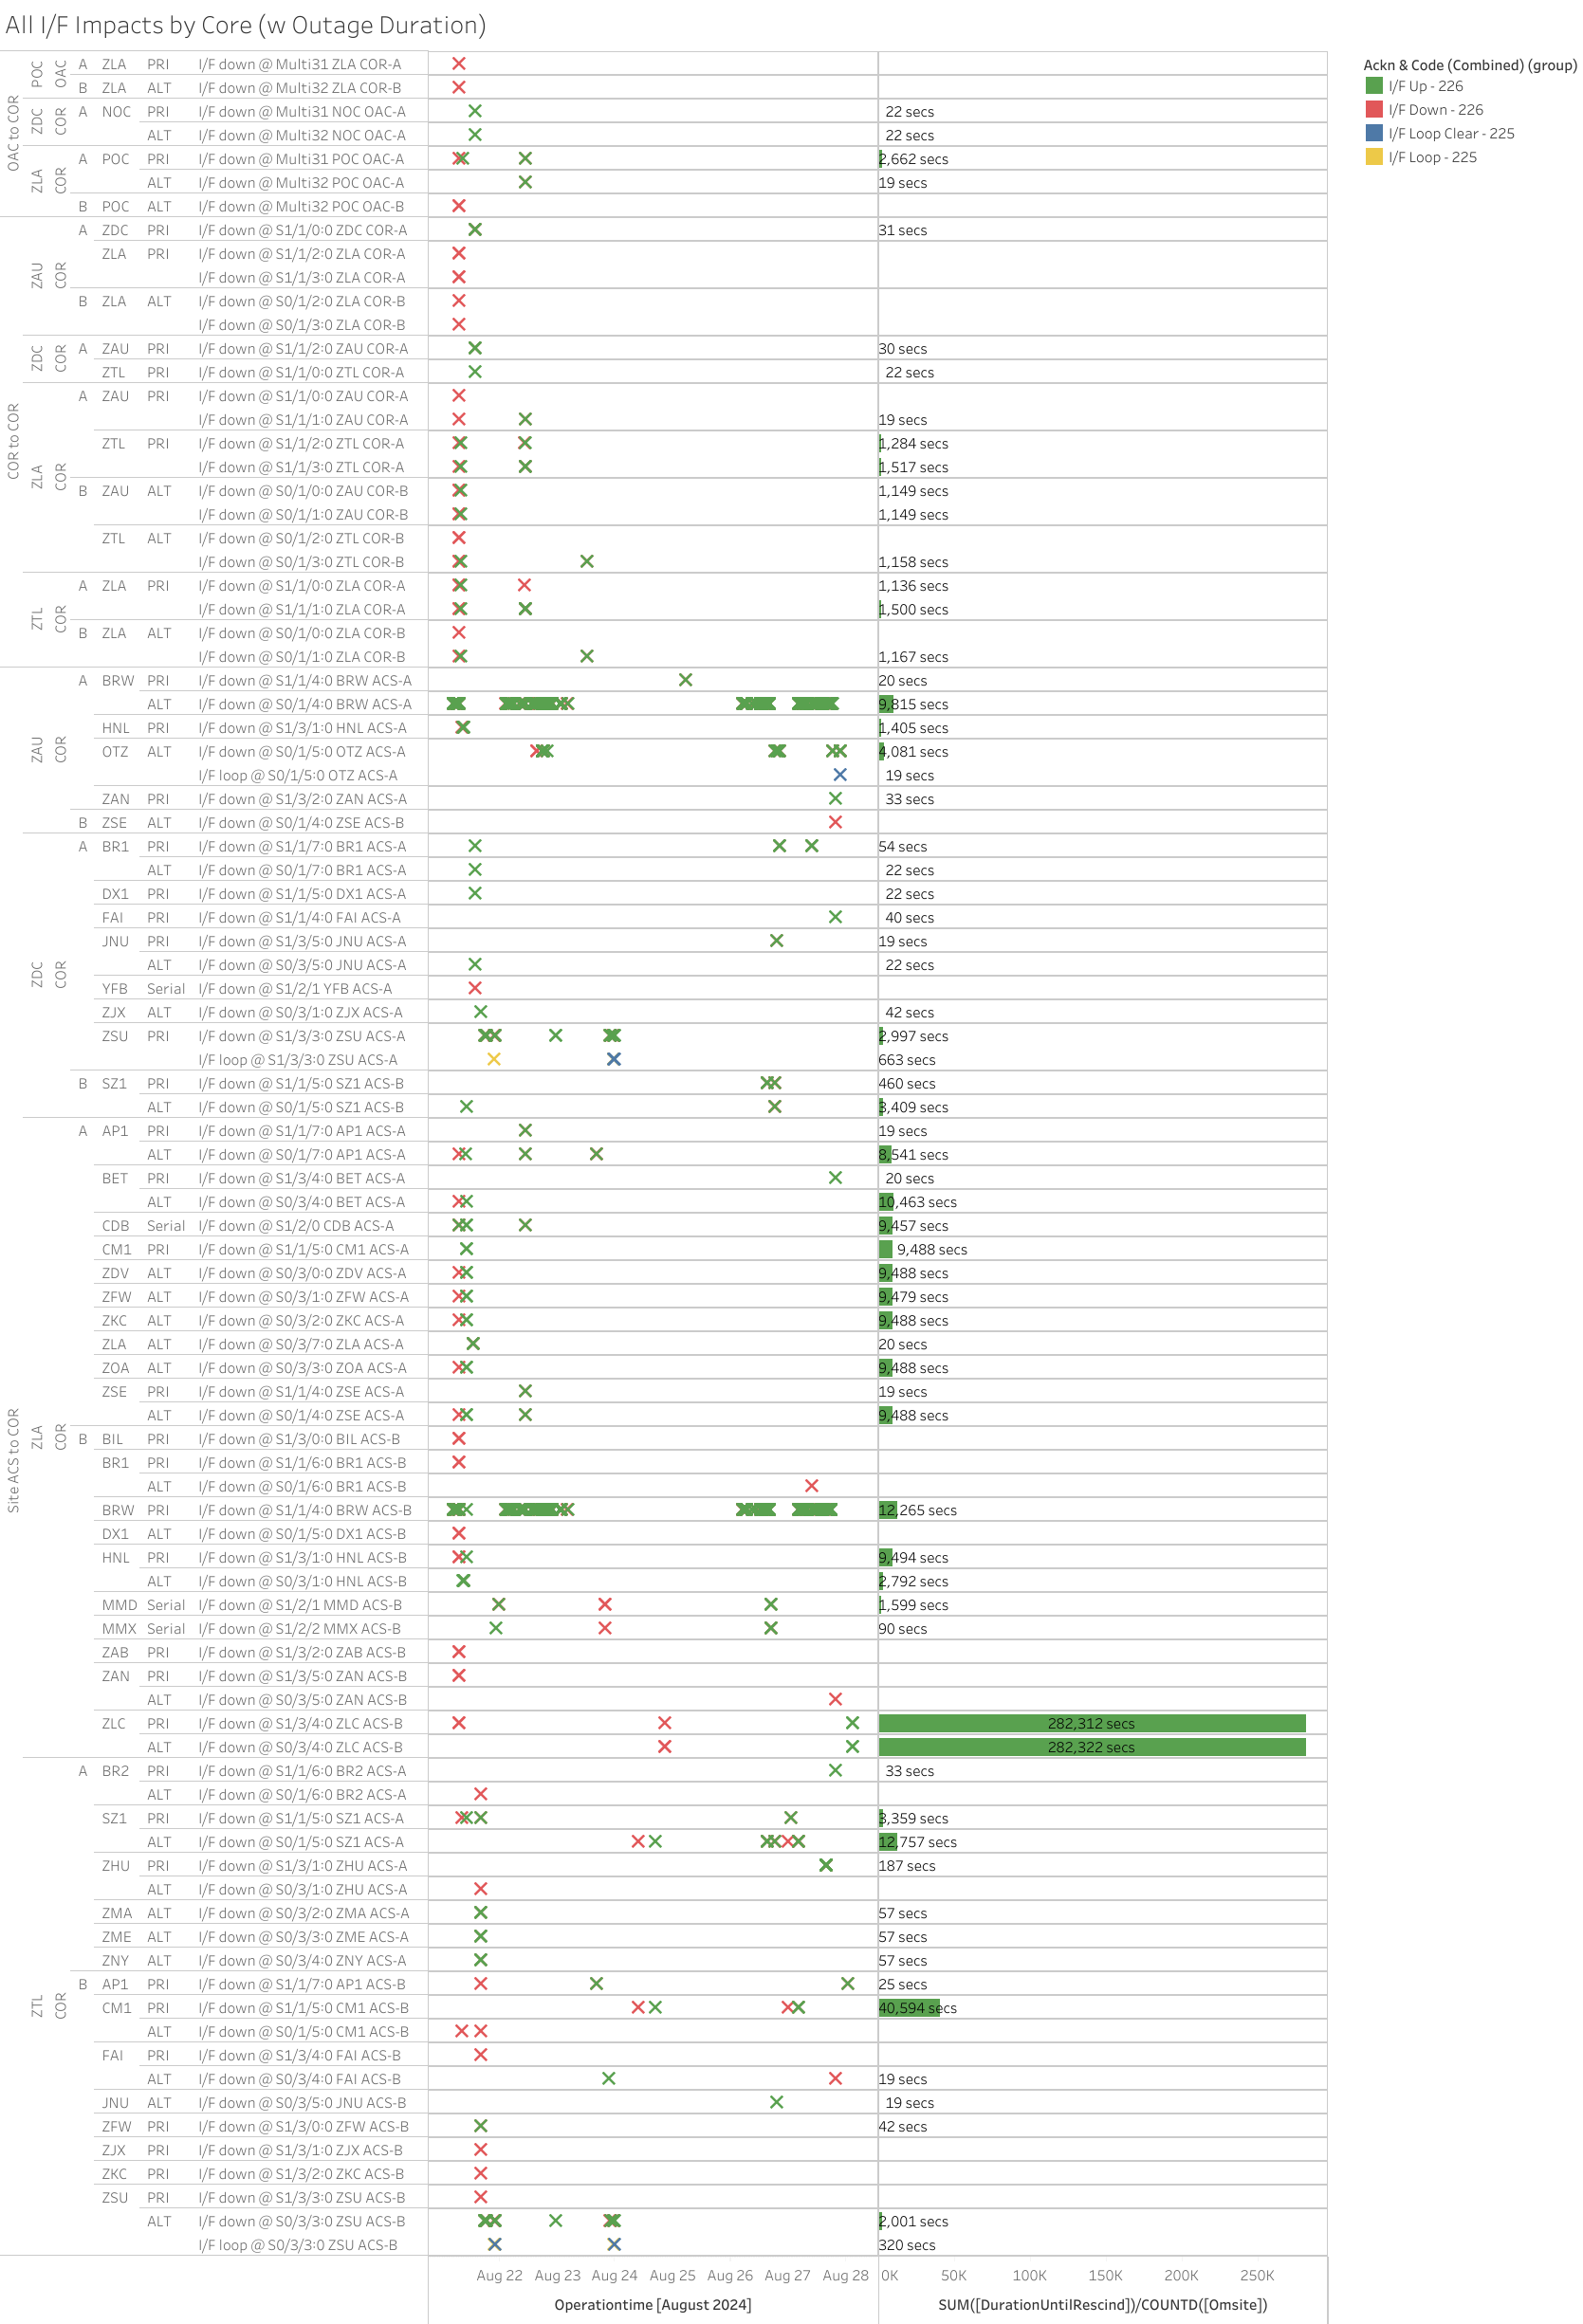 All I/F Impacts by Core (w Outage Duration)
Ackn & Code (Combined) (group)
I/F Up - 226
I/F Down - 226
I/F Loop Clear - 225
I/F Loop - 225
OAC to COR
POC OAC A ZLA PRI I/F down @ Multi31 ZLA COR-A
B ZLA ALT I/F down @ Multi32 ZLA COR-B
ZDC COR A NOC PRI I/F down @ Multi31 NOC OAC-A 22 secs
ALT I/F down @ Multi32 NOC OAC-A 22 secs
ZLA COR A POC PRI I/F down @ Multi31 POC OAC-A 2,662 secs
ALT I/F down @ Multi32 POC OAC-A 19 secs
B POC ALT I/F down @ Multi32 POC OAC-B
COR to COR
ZAU COR A ZDC PRI I/F down @ S1/1/0:0 ZDC COR-A 31 secs
ZLA PRI I/F down @ S1/1/2:0 ZLA COR-A
I/F down @ S1/1/3:0 ZLA COR-A
B ZLA ALT I/F down @ S0/1/2:0 ZLA COR-B
I/F down @ S0/1/3:0 ZLA COR-B
ZDC COR A ZAU PRI I/F down @ S1/1/2:0 ZAU COR-A 30 secs
ZTL PRI I/F down @ S1/1/0:0 ZTL COR-A 22 secs
ZLA COR A ZAU PRI I/F down @ S1/1/0:0 ZAU COR-A
I/F down @ S1/1/1:0 ZAU COR-A 19 secs
ZTL PRI I/F down @ S1/1/2:0 ZTL COR-A 1,284 secs
I/F down @ S1/1/3:0 ZTL COR-A 1,517 secs
B ZAU ALT I/F down @ S0/1/0:0 ZAU COR-B 1,149 secs
I/F down @ S0/1/1:0 ZAU COR-B 1,149 secs
ZTL ALT I/F down @ S0/1/2:0 ZTL COR-B
I/F down @ S0/1/3:0 ZTL COR-B 1,158 secs
ZTL COR A ZLA PRI I/F down @ S1/1/0:0 ZLA COR-A 1,136 secs
I/F down @ S1/1/1:0 ZLA COR-A 1,500 secs
B ZLA ALT I/F down @ S0/1/0:0 ZLA COR-B
I/F down @ S0/1/1:0 ZLA COR-B 1,167 secs
Site ACS to COR
ZAU COR A BRW PRI I/F down @ S1/1/4:0 BRW ACS-A 20 secs
ALT I/F down @ S0/1/4:0 BRW ACS-A 9,815 secs
HNL PRI I/F down @ S1/3/1:0 HNL ACS-A 1,405 secs
OTZ ALT I/F down @ S0/1/5:0 OTZ ACS-A 4,081 secs
I/F loop @ S0/1/5:0 OTZ ACS-A 19 secs
ZAN PRI I/F down @ S1/3/2:0 ZAN ACS-A 33 secs
B ZSE ALT I/F down @ S0/1/4:0 ZSE ACS-B
ZDC COR A BR1 PRI I/F down @ S1/1/7:0 BR1 ACS-A 54 secs
ALT I/F down @ S0/1/7:0 BR1 ACS-A 22 secs
DX1 PRI I/F down @ S1/1/5:0 DX1 ACS-A 22 secs
FAI PRI I/F down @ S1/1/4:0 FAI ACS-A 40 secs
JNU PRI I/F down @ S1/3/5:0 JNU ACS-A 19 secs
ALT I/F down @ S0/3/5:0 JNU ACS-A 22 secs
YFB Serial I/F down @ S1/2/1 YFB ACS-A
ZJX ALT I/F down @ S0/3/1:0 ZJX ACS-A 42 secs
ZSU PRI I/F down @ S1/3/3:0 ZSU ACS-A 2,997 secs
I/F loop @ S1/3/3:0 ZSU ACS-A 663 secs
B SZ1 PRI I/F down @ S1/1/5:0 SZ1 ACS-B 460 secs
ALT I/F down @ S0/1/5:0 SZ1 ACS-B 3,409 secs
ZLA COR A AP1 PRI I/F down @ S1/1/7:0 AP1 ACS-A 19 secs
ALT I/F down @ S0/1/7:0 AP1 ACS-A 8,541 secs
BET PRI I/F down @ S1/3/4:0 BET ACS-A 20 secs
ALT I/F down @ S0/3/4:0 BET ACS-A 10,463 secs
CDB Serial I/F down @ S1/2/0 CDB ACS-A 9,457 secs
CM1 PRI I/F down @ S1/1/5:0 CM1 ACS-A 9,488 secs
ZDV ALT I/F down @ S0/3/0:0 ZDV ACS-A 9,488 secs
ZFW ALT I/F down @ S0/3/1:0 ZFW ACS-A 9,479 secs
ZKC ALT I/F down @ S0/3/2:0 ZKC ACS-A 9,488 secs
ZLA ALT I/F down @ S0/3/7:0 ZLA ACS-A 20 secs
ZOA ALT I/F down @ S0/3/3:0 ZOA ACS-A 9,488 secs
ZSE PRI I/F down @ S1/1/4:0 ZSE ACS-A 19 secs
ALT I/F down @ S0/1/4:0 ZSE ACS-A 9,488 secs
B BIL PRI I/F down @ S1/3/0:0 BIL ACS-B
BR1 PRI I/F down @ S1/1/6:0 BR1 ACS-B
ALT I/F down @ S0/1/6:0 BR1 ACS-B
BRW PRI I/F down @ S1/1/4:0 BRW ACS-B 12,265 secs
DX1 ALT I/F down @ S0/1/5:0 DX1 ACS-B
HNL PRI I/F down @ S1/3/1:0 HNL ACS-B 9,494 secs
ALT I/F down @ S0/3/1:0 HNL ACS-B 2,792 secs
MMD Serial I/F down @ S1/2/1 MMD ACS-B 1,599 secs
MMX Serial I/F down @ S1/2/2 MMX ACS-B 90 secs
ZAB PRI I/F down @ S1/3/2:0 ZAB ACS-B
ZAN PRI I/F down @ S1/3/5:0 ZAN ACS-B
ALT I/F down @ S0/3/5:0 ZAN ACS-B
ZLC PRI I/F down @ S1/3/4:0 ZLC ACS-B 282,312 secs
ALT I/F down @ S0/3/4:0 ZLC ACS-B 282,322 secs
ZTL COR A BR2 PRI I/F down @ S1/1/6:0 BR2 ACS-A 33 secs
ALT I/F down @ S0/1/6:0 BR2 ACS-A
SZ1 PRI I/F down @ S1/1/5:0 SZ1 ACS-A 3,359 secs
ALT I/F down @ S0/1/5:0 SZ1 ACS-A 12,757 secs
ZHU PRI I/F down @ S1/3/1:0 ZHU ACS-A 187 secs
ALT I/F down @ S0/3/1:0 ZHU ACS-A
ZMA ALT I/F down @ S0/3/2:0 ZMA ACS-A 57 secs
ZME ALT I/F down @ S0/3/3:0 ZME ACS-A 57 secs
ZNY ALT I/F down @ S0/3/4:0 ZNY ACS-A 57 secs
B AP1 PRI I/F down @ S1/1/7:0 AP1 ACS-B 25 secs
CM1 PRI I/F down @ S1/1/5:0 CM1 ACS-B 40,594 secs
ALT I/F down @ S0/1/5:0 CM1 ACS-B
FAI PRI I/F down @ S1/3/4:0 FAI ACS-B
ALT I/F down @ S0/3/4:0 FAI ACS-B 19 secs
JNU ALT I/F down @ S0/3/5:0 JNU ACS-B 19 secs
ZFW PRI I/F down @ S1/3/0:0 ZFW ACS-B 42 secs
ZJX PRI I/F down @ S1/3/1:0 ZJX ACS-B
ZKC PRI I/F down @ S1/3/2:0 ZKC ACS-B
ZSU PRI I/F down @ S1/3/3:0 ZSU ACS-B
ALT I/F down @ S0/3/3:0 ZSU ACS-B 2,001 secs
I/F loop @ S0/3/3:0 ZSU ACS-B 320 secs
Aug 22 Aug 23 Aug 24 Aug 25 Aug 26 Aug 27 Aug 28 0K 50K 100K 150K 200K 250K
Operationtime [August 2024] SUM([DurationUntilRescind])/COUNTD([Omsite])